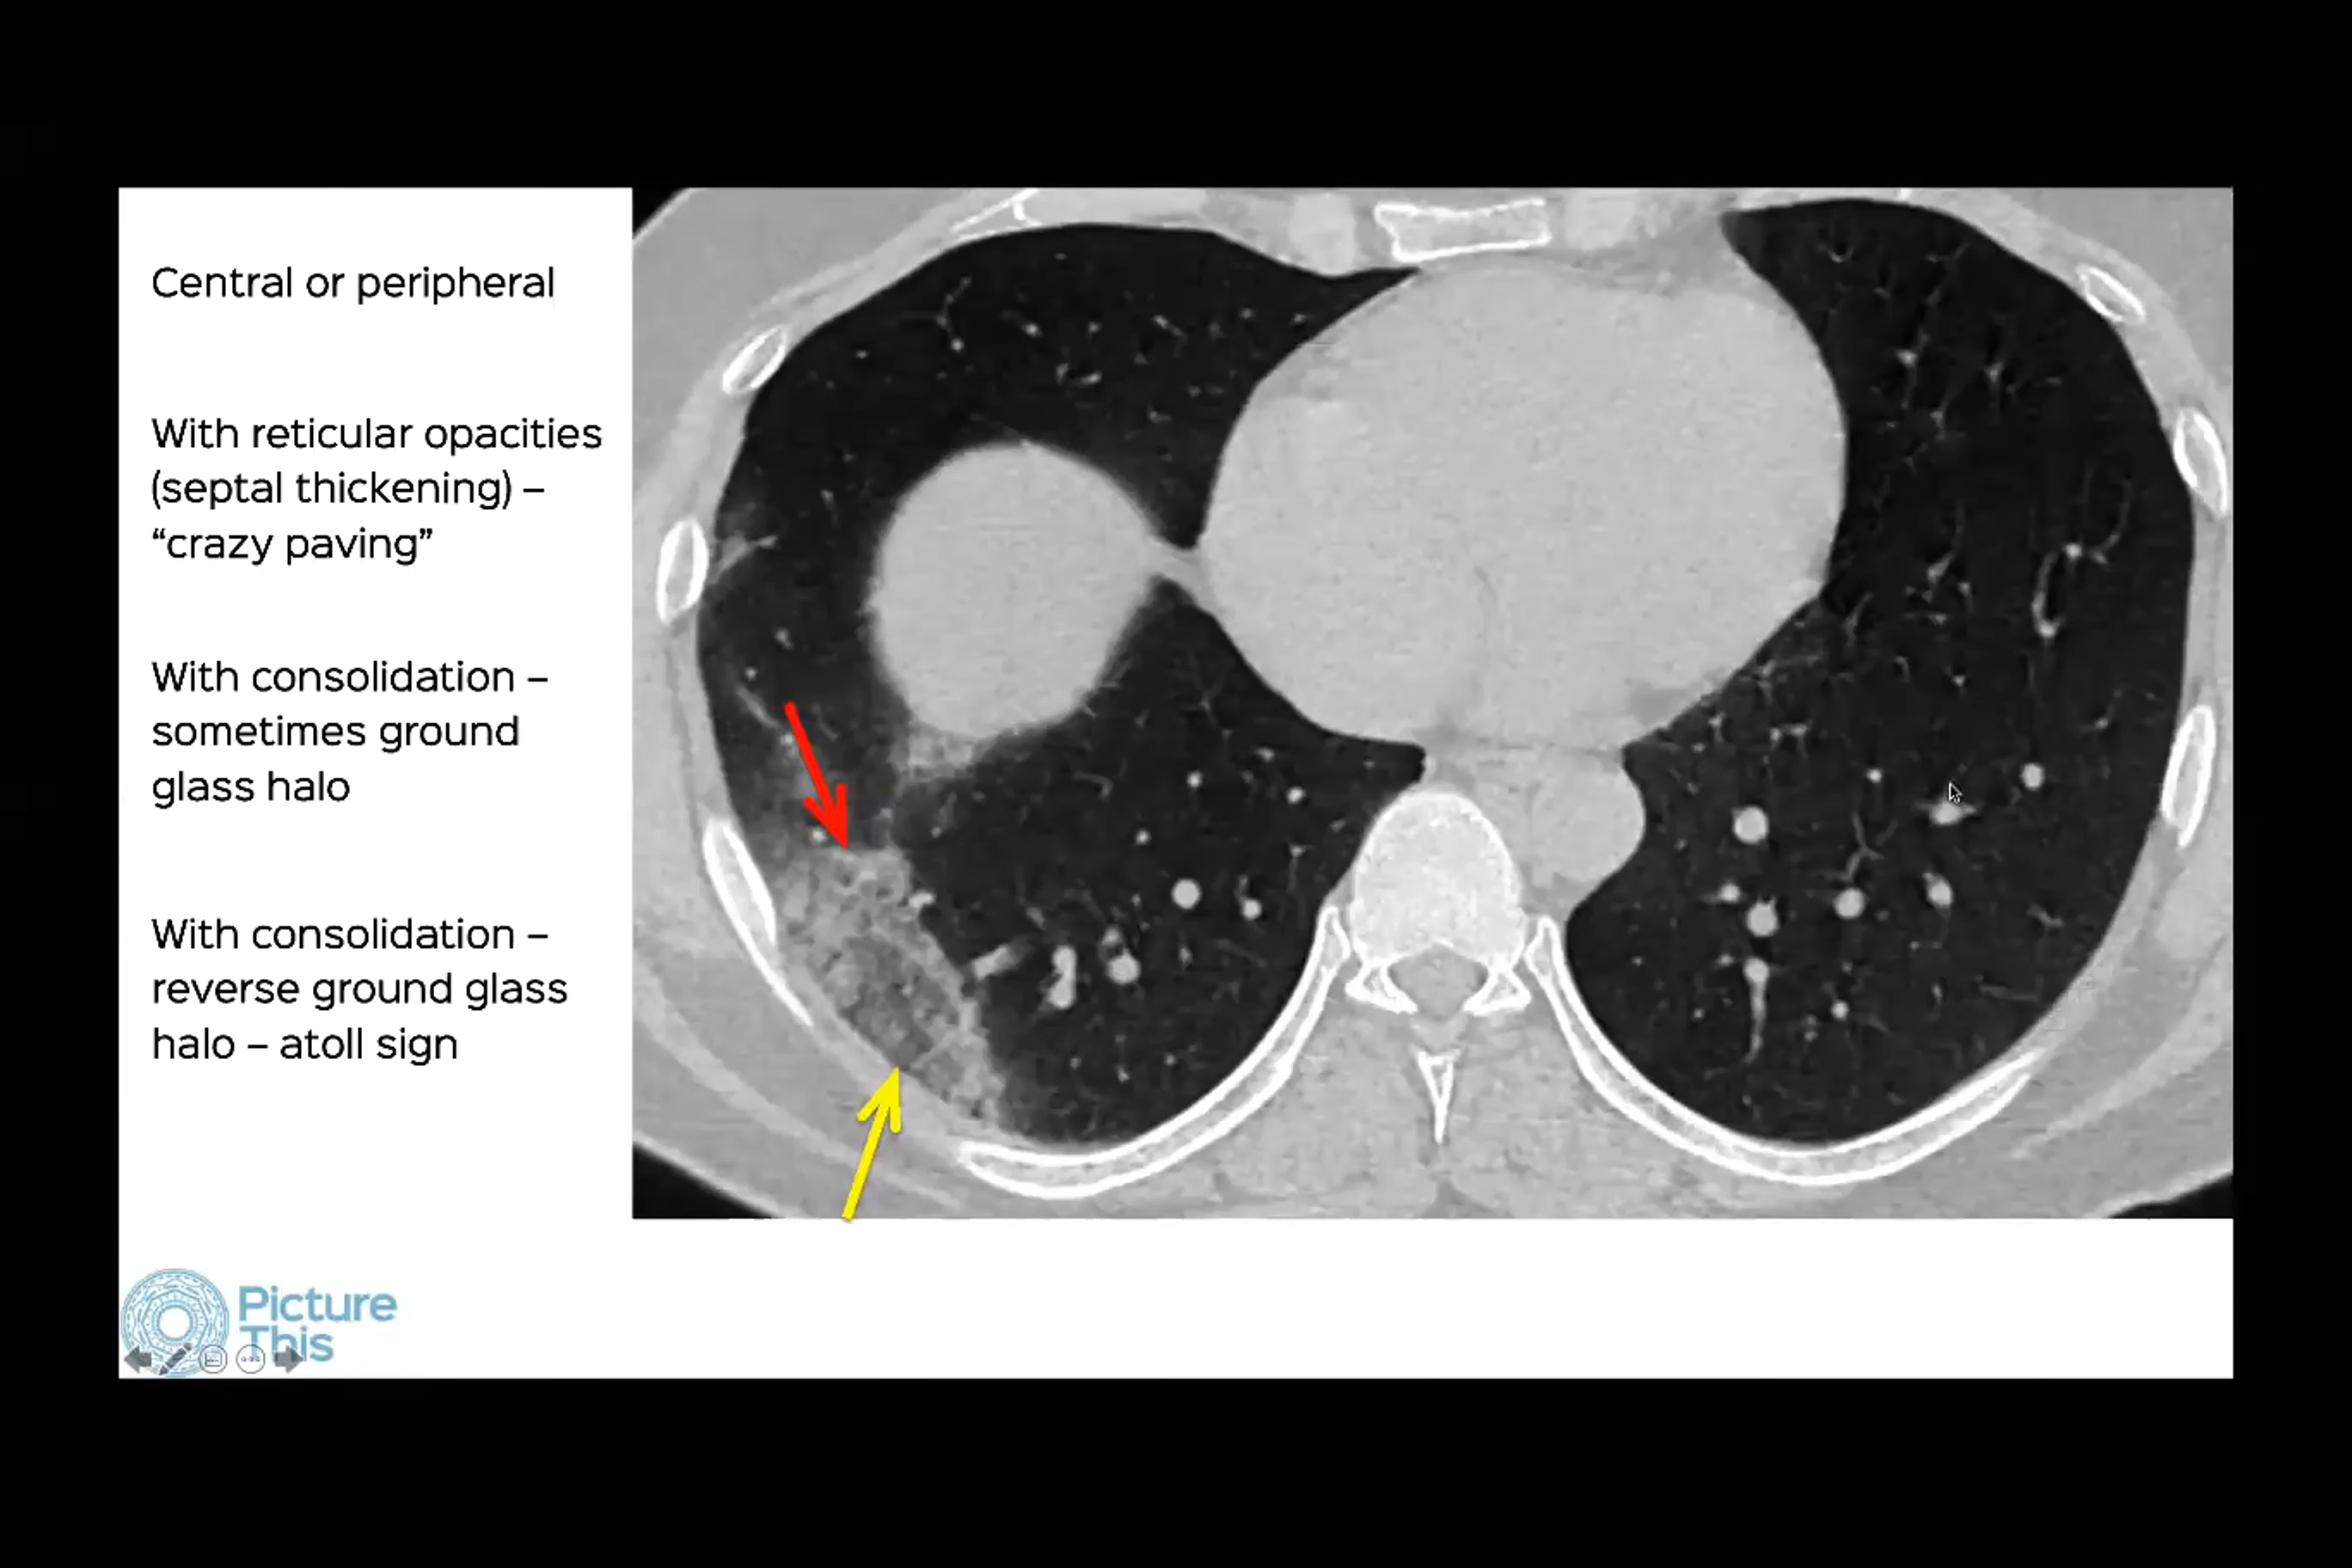 Central or peripheral
With reticular opacities
(septal thickening) –
“crazy paving”
With consolidation –
sometimes ground
glass halo
With consolidation –
reverse ground glass
halo – atoll sign
Picture
This